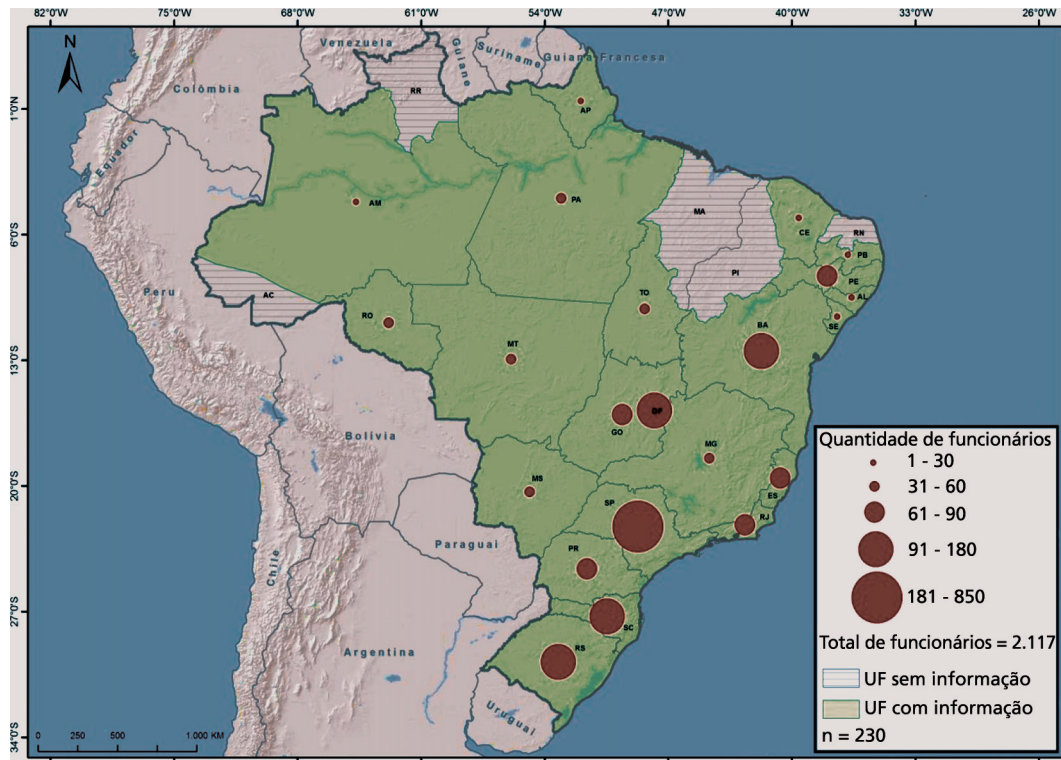 82°0'W 75°0'W 68°0'W 61°0'W 54°0'W 47°0'W 40°0'W 33°0'W 26°0'W
N
Venezuela
Guiane
Suriname
Guiana Francesa
Colômbia
RR
AP
1°0'N
Equador
AM
PA
MA
CE
RN
6°0'S
PB
PI
PE
Peru
AC
TO
AL
RO
BA
SE
MT
13°0'S
DF
GO
Bolívia
MG
MS
20°0'S
SP
ES
RJ
Paraguai
PR
Chile
27°0'S
SC
RS
Argentina
Uruguai
34°0'S
0 250 500 1.000 KM
Quantidade de funcionários
1 - 30
31 - 60
61 - 90
91 - 180
181 - 850
Total de funcionários = 2.117
UF sem informação
UF com informação
n = 230